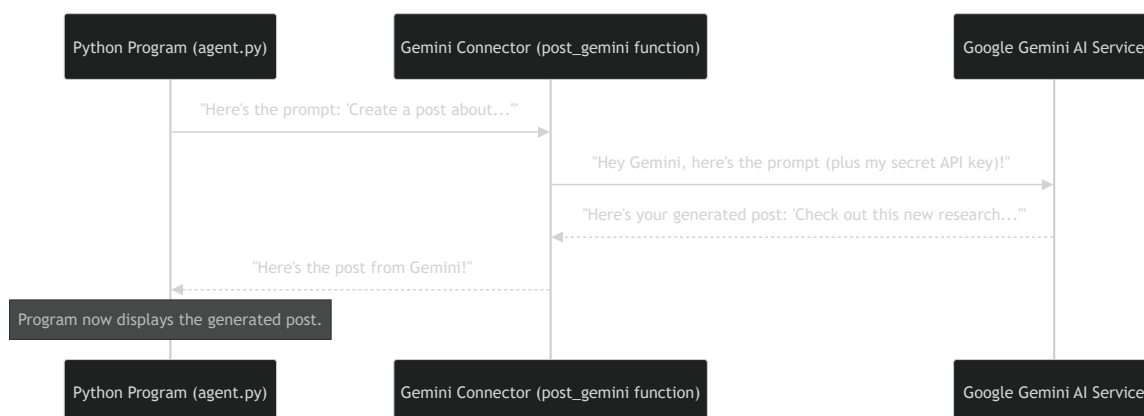 Python Program (agent.py)
Gemini Connector (post_gemini function)
Google Gemini AI Service
"Here's the prompt: 'Create a post about...'"
"Hey Gemini, here's the prompt (plus my secret API key)!"
"Here's your generated post: 'Check out this new research...'"
"Here's the post from Gemini!"
Program now displays the generated post.
Python Program (agent.py)
Gemini Connector (post_gemini function)
Google Gemini AI Service